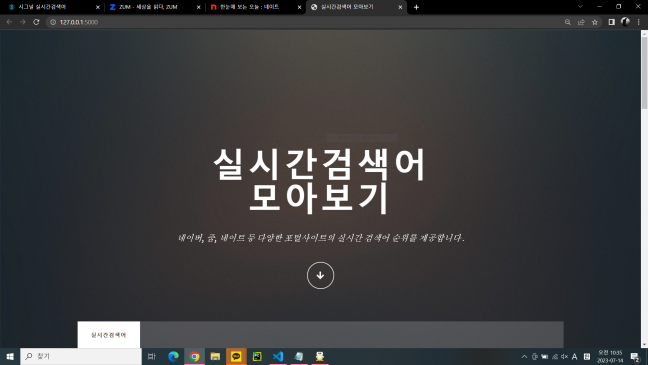 시그널 실시간검색어
ZUM - 세상을 읽다, ZUM
한눈에 보는 오늘 : 네이트
실시간검색어 모아보기
127.0.0.1:5000
실시간검색어
모아보기
네이버, 줌, 네이트 등 다양한 포털사이트의 실시간 검색어 순위를 제공합니다.
실시간검색어
찾기
A
오전 10:35
2023-07-14